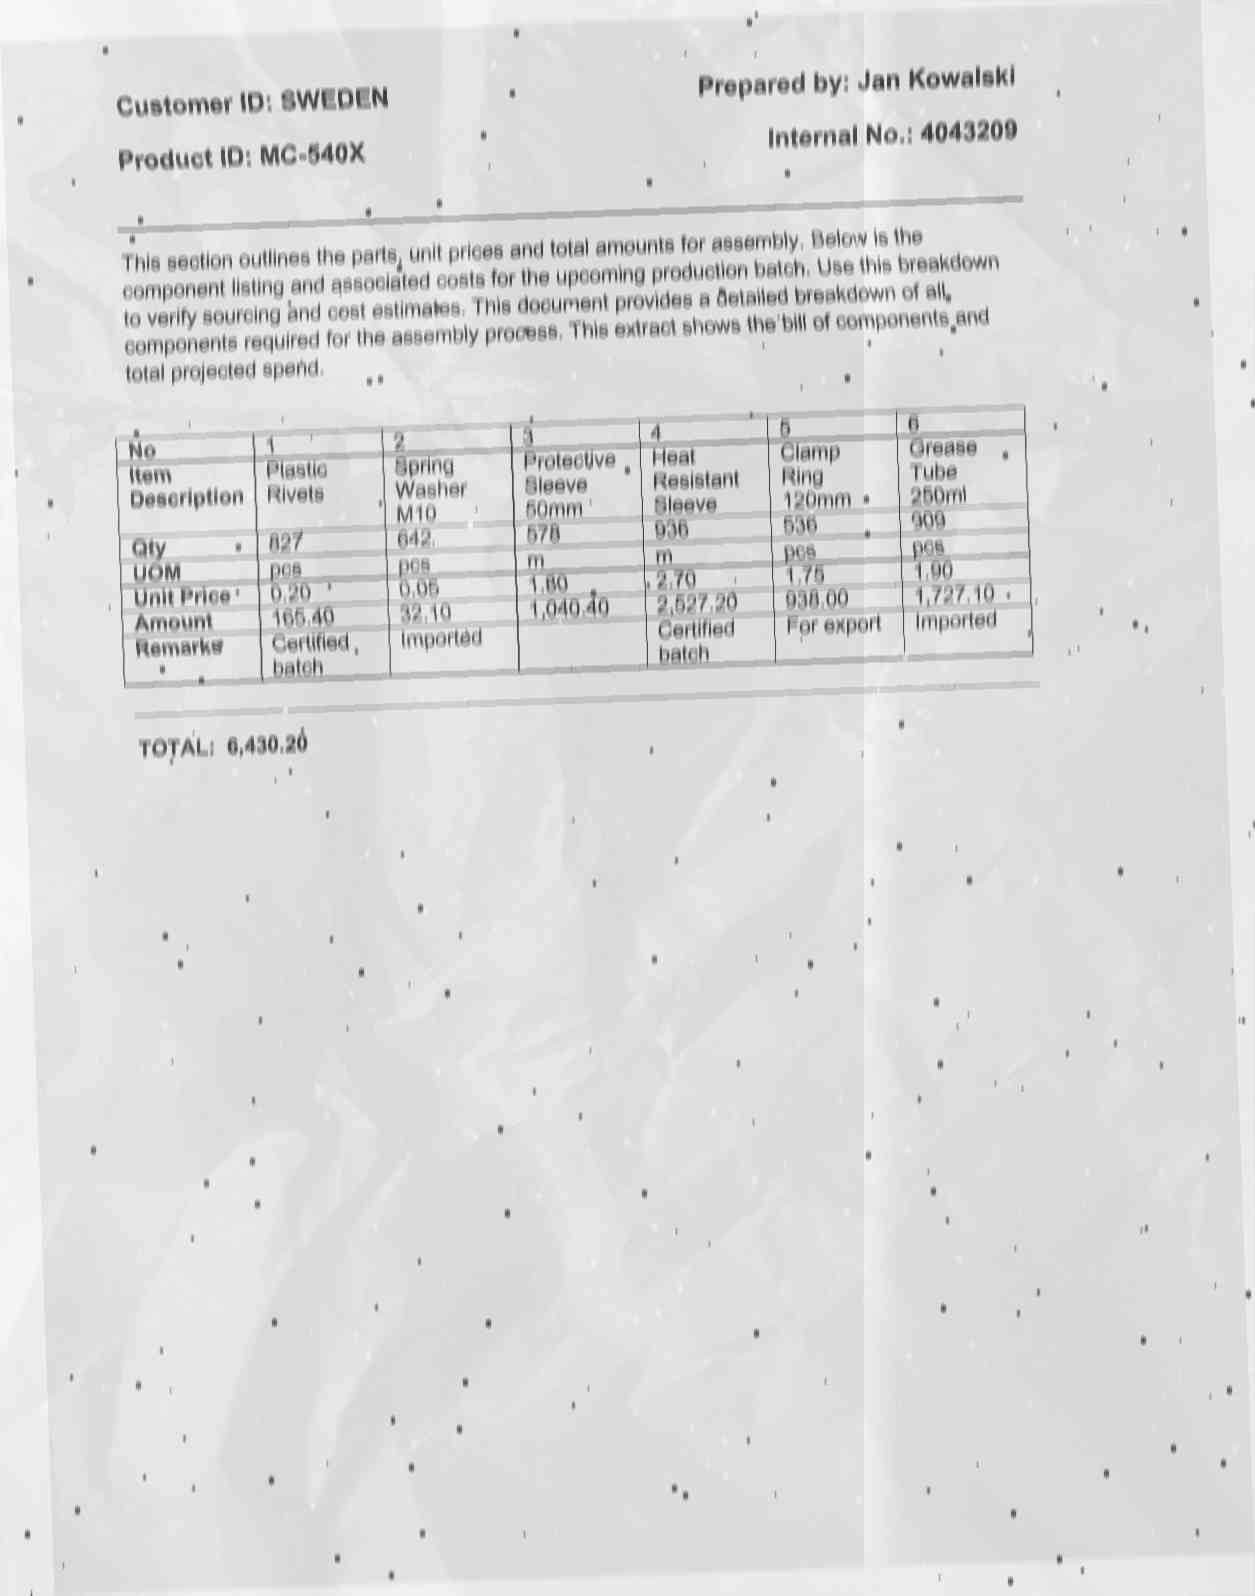 Customer ID: SWEDEN
Prepared by: Jan Kowalski
Product ID: MC-540X
Internal No.: 4043209
This section outlines the parts, unit prices and total amounts for assembly. Below is the
component listing and associated costs for the upcoming production batch. Use this breakdown
to verify sourcing and cost estimates. This document provides a detailed breakdown of all
components required for the assembly process. This extract shows the bill of components and
total projected spend.
No 1 2 3 4 5 6
Item Plastic Spring Protective Heat Clamp Grease
Description Rivets Washer Sleeve Resistant Ring Tube
M10 50mm Sleeve 120mm 250ml
Qty 827 642 578 936 536 909
UOM pcs pcs m m pcs pcs
Unit Price 0.20 0.05 1.80 2.70 1.75 1.90
Amount 165.40 32.10 1,040.40 2,527.20 938.00 1,727.10
Remarks Certified Imported Certified For export Imported
batch batch
TOTAL: 6,430.20